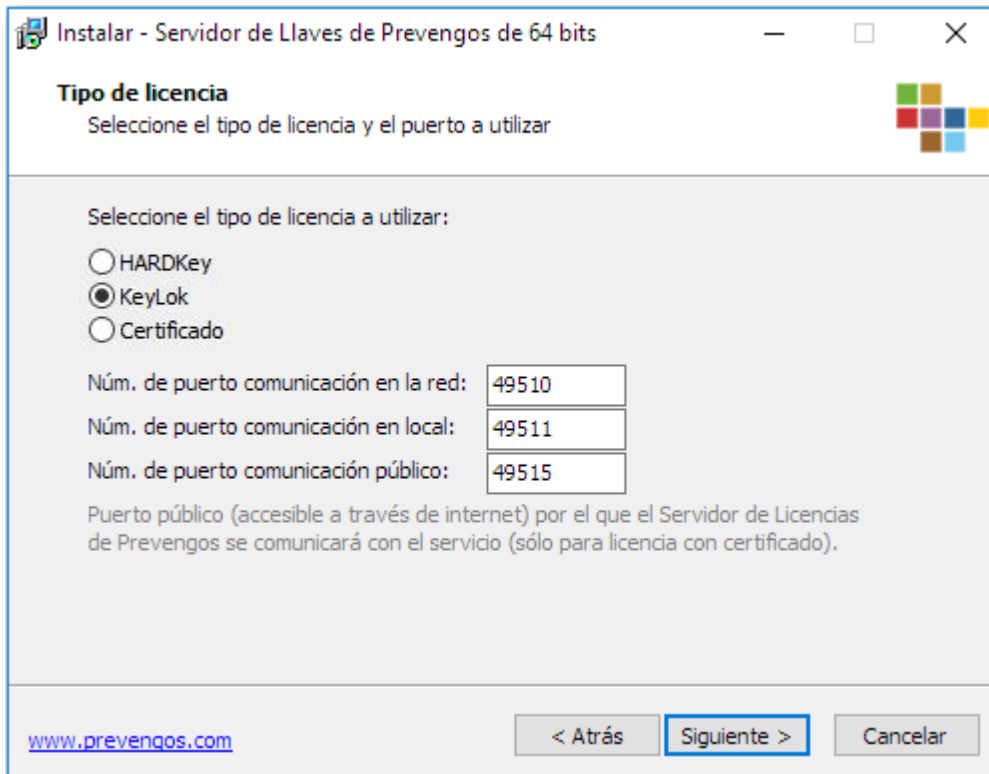 Instalar - Servidor de Llaves de Prevengos de 64 bits
Tipo de licencia
Seleccione el tipo de licencia y el puerto a utilizar
Seleccione el tipo de licencia a utilizar:
HARDKey
KeyLok
Certificado
Núm. de puerto comunicación en la red: 49510
Núm. de puerto comunicación en local: 49511
Núm. de puerto comunicación público: 49515
Puerto público (accesible a través de internet) por el que el Servidor de Licencias
de Prevengos se comunicará con el servicio (sólo para licencia con certificado).
www.prevengos.com < Atrás Siguiente > Cancelar